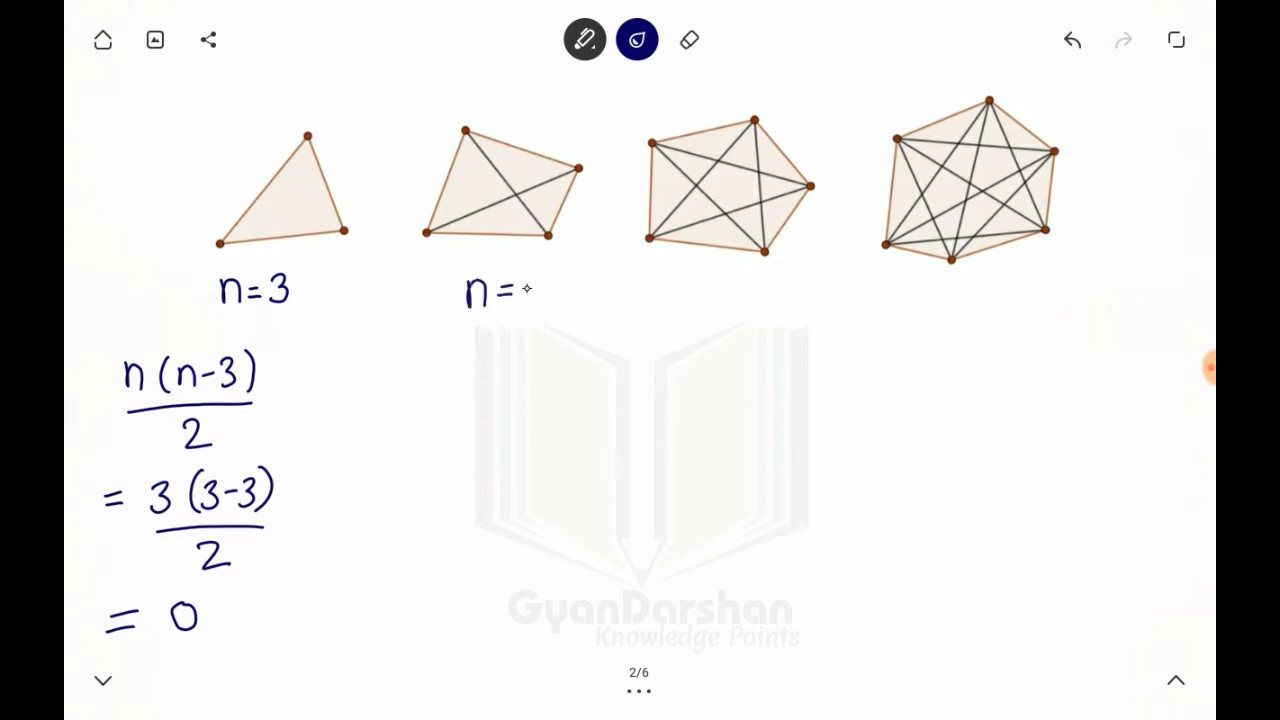 n=3
n=
n(n-3)
2
= 3(3-3)
2
= 0
GyanDarshan
Knowledge Points
2/6